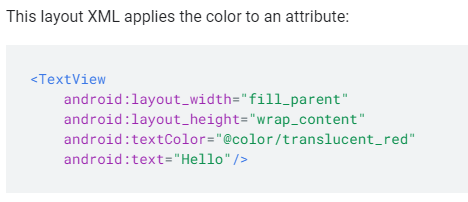 This layout XML applies the color to an attribute:
<TextView
android:layout_width="fill_parent"
android:layout_height="wrap_content"
android:textColor="@color/translucent_red"
android:text="Hello"/>